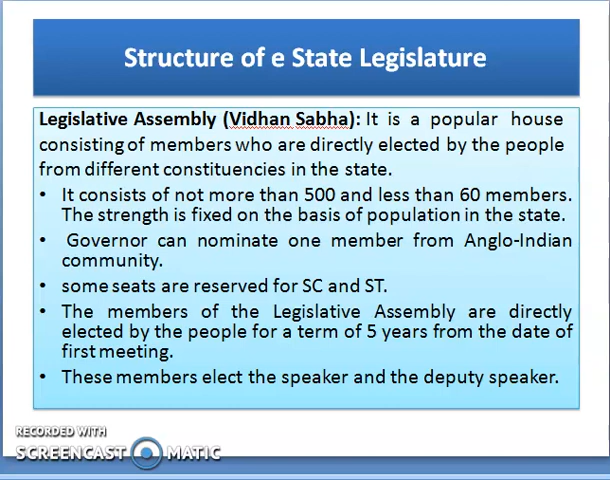 Structure of e State Legislature
Legislative Assembly (Vidhan Sabha): It is a popular house
consisting of members who are directly elected by the people
from different constituencies in the state.
• It consists of not more than 500 and less than 60 members.
The strength is fixed on the basis of population in the state.
• Governor can nominate one member from Anglo-Indian
community.
• some seats are reserved for SC and ST.
• The members of the Legislative Assembly are directly
elected by the people for a term of 5 years from the date of
first meeting.
• These members elect the speaker and the deputy speaker.
RECORDED WITH
SCREENCAST MATIC